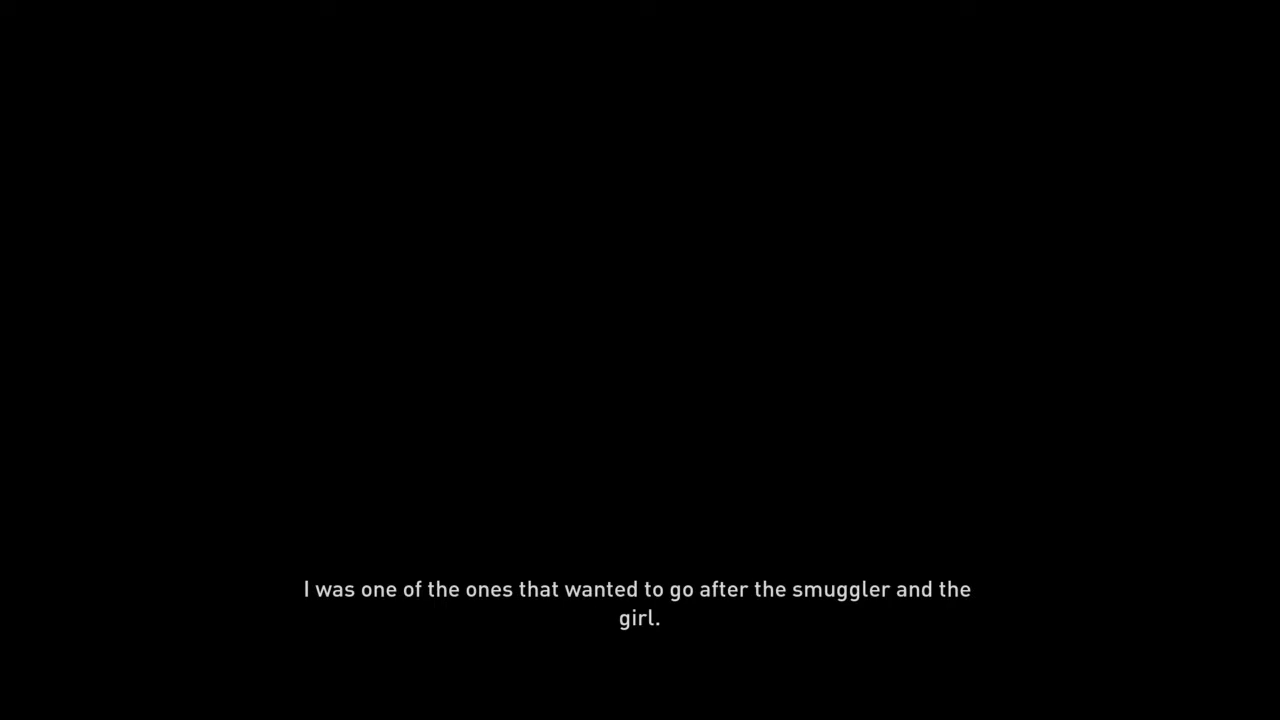 I was one of the ones that wanted to go after the smuggler and the
girl.